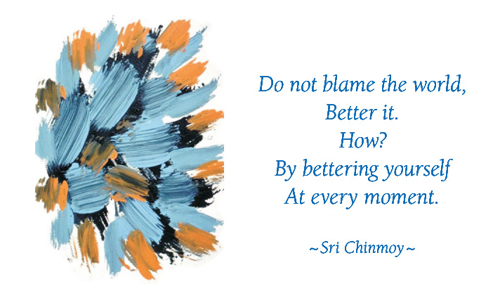 Do not blame the world,
Better it.
How?
By bettering yourself
At every moment.
~Sri Chinmoy~